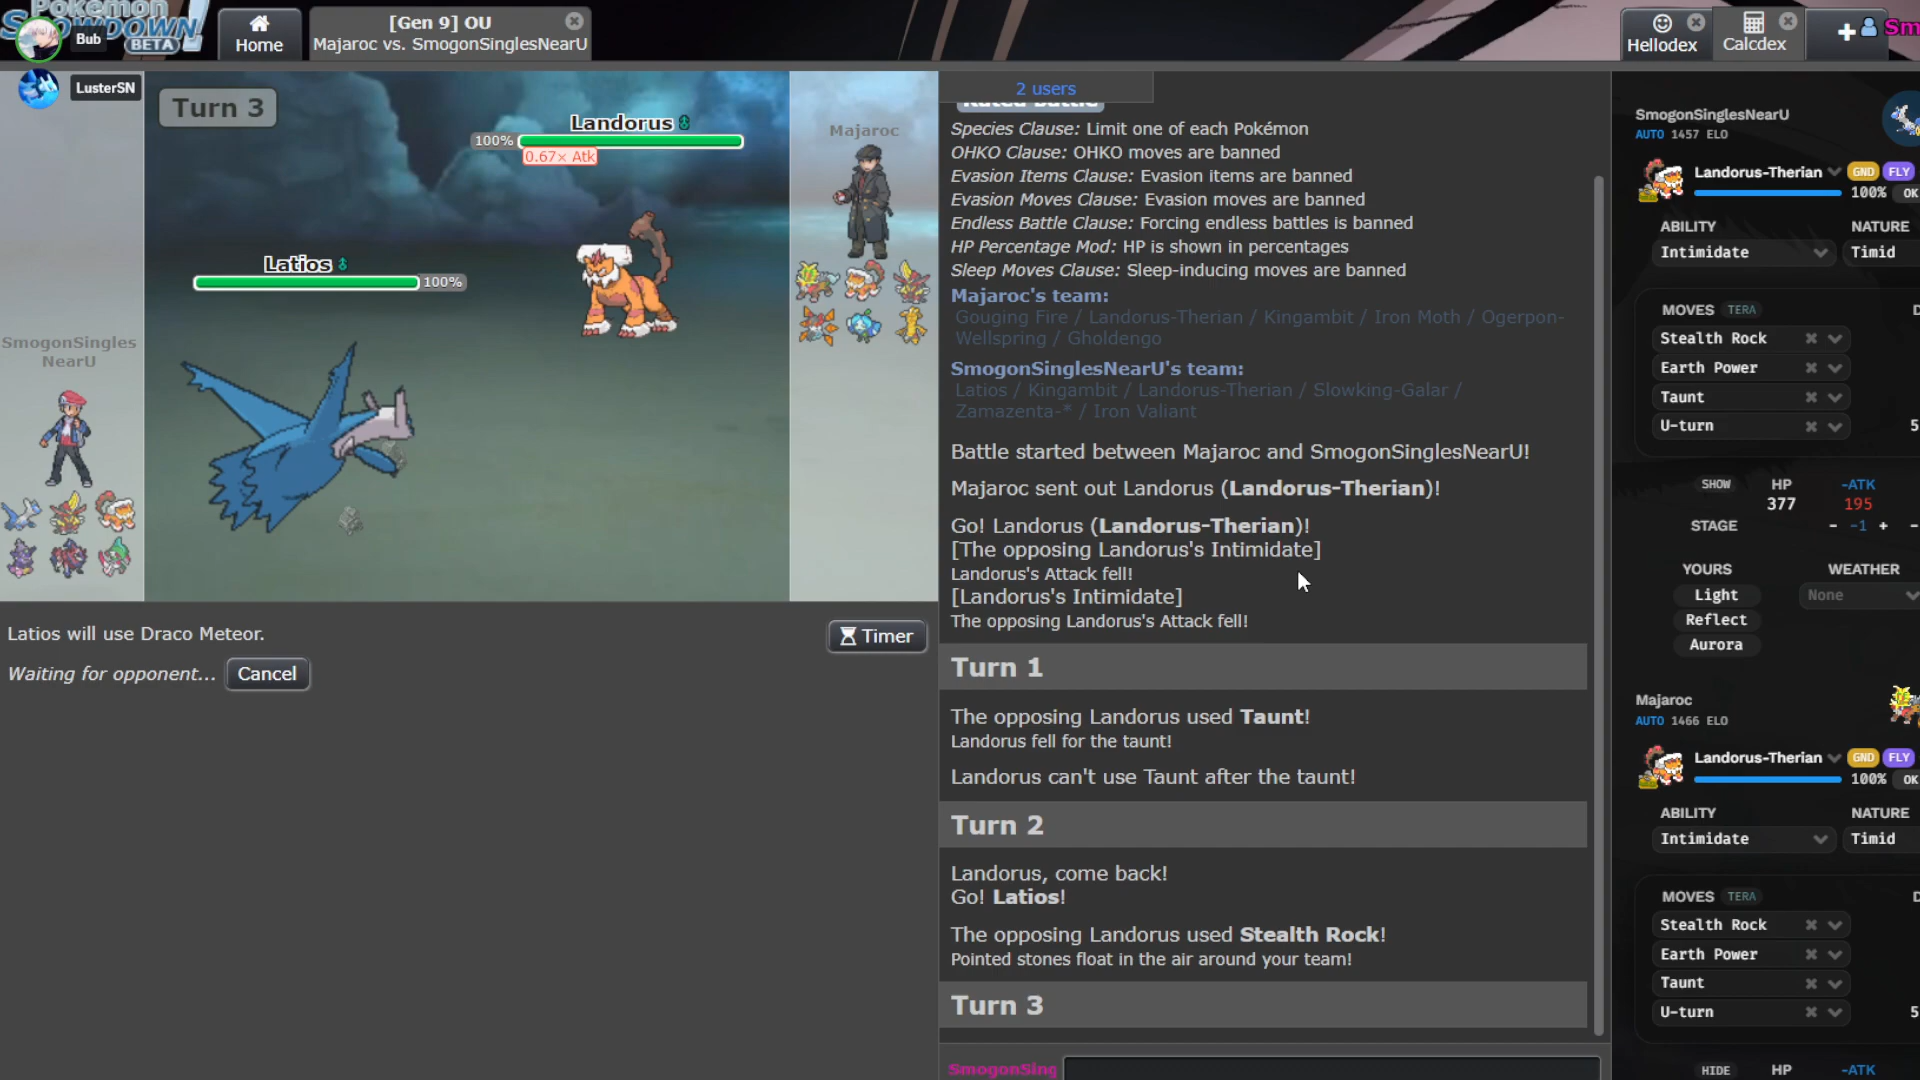 Pokémon
SHOWDOWN!
BETA
Bub
Home
[Gen 9] OU
Majaroc vs. SmogonSinglesNearU
Hellodex
Calcdex
Sm
LusterSN
Turn 3
Landorus
100%
0.67× Atk
Latios
100%
SmogonSingles
NearU
Majaroc
Latios will use Draco Meteor.
Waiting for opponent...
Cancel
Timer
2 users
Rated battle
Species Clause: Limit one of each Pokémon
OHKO Clause: OHKO moves are banned
Evasion Items Clause: Evasion items are banned
Evasion Moves Clause: Evasion moves are banned
Endless Battle Clause: Forcing endless battles is banned
HP Percentage Mod: HP is shown in percentages
Sleep Moves Clause: Sleep-inducing moves are banned
Majaroc's team:
Gouging Fire / Landorus-Therian / Kingambit / Iron Moth / Ogerpon-
Wellspring / Gholdengo
SmogonSinglesNearU's team:
Latios / Kingambit / Landorus-Therian / Slowking-Galar /
Zamazenta-* / Iron Valiant
Battle started between Majaroc and SmogonSinglesNearU!
Majaroc sent out Landorus (Landorus-Therian)!
Go! Landorus (Landorus-Therian)!
[The opposing Landorus's Intimidate]
Landorus's Attack fell!
[Landorus's Intimidate]
The opposing Landorus's Attack fell!
Turn 1
The opposing Landorus used Taunt!
Landorus fell for the taunt!
Landorus can't use Taunt after the taunt!
Turn 2
Landorus, come back!
Go! Latios!
The opposing Landorus used Stealth Rock!
Pointed stones float in the air around your team!
Turn 3
SmogonSing
SmogonSinglesNearU
AUTO 1457 ELO
Landorus-Therian GND FLY
100% OK
ABILITY NATURE
Intimidate Timid
MOVES TERA D
Stealth Rock
Earth Power
Taunt
U-turn 5
SHOW HP -ATK
377 195
STAGE - -1 + -
YOURS WEATHER
Light None
Reflect
Aurora
Majaroc
AUTO 1466 ELO
Landorus-Therian GND FLY
100% OK
ABILITY NATURE
Intimidate Timid
MOVES TERA D
Stealth Rock
Earth Power
Taunt
U-turn 5
HIDE HP -ATK